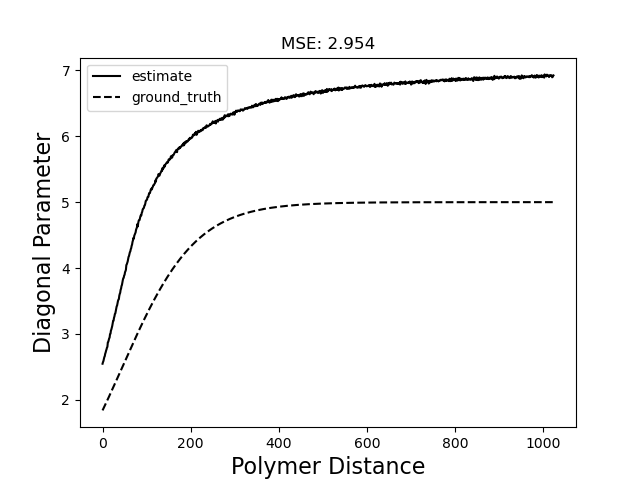 MSE: 2.954
estimate
ground_truth
7
6
5
4
3
2
Diagonal Parameter
0 200 400 600 800 1000
Polymer Distance